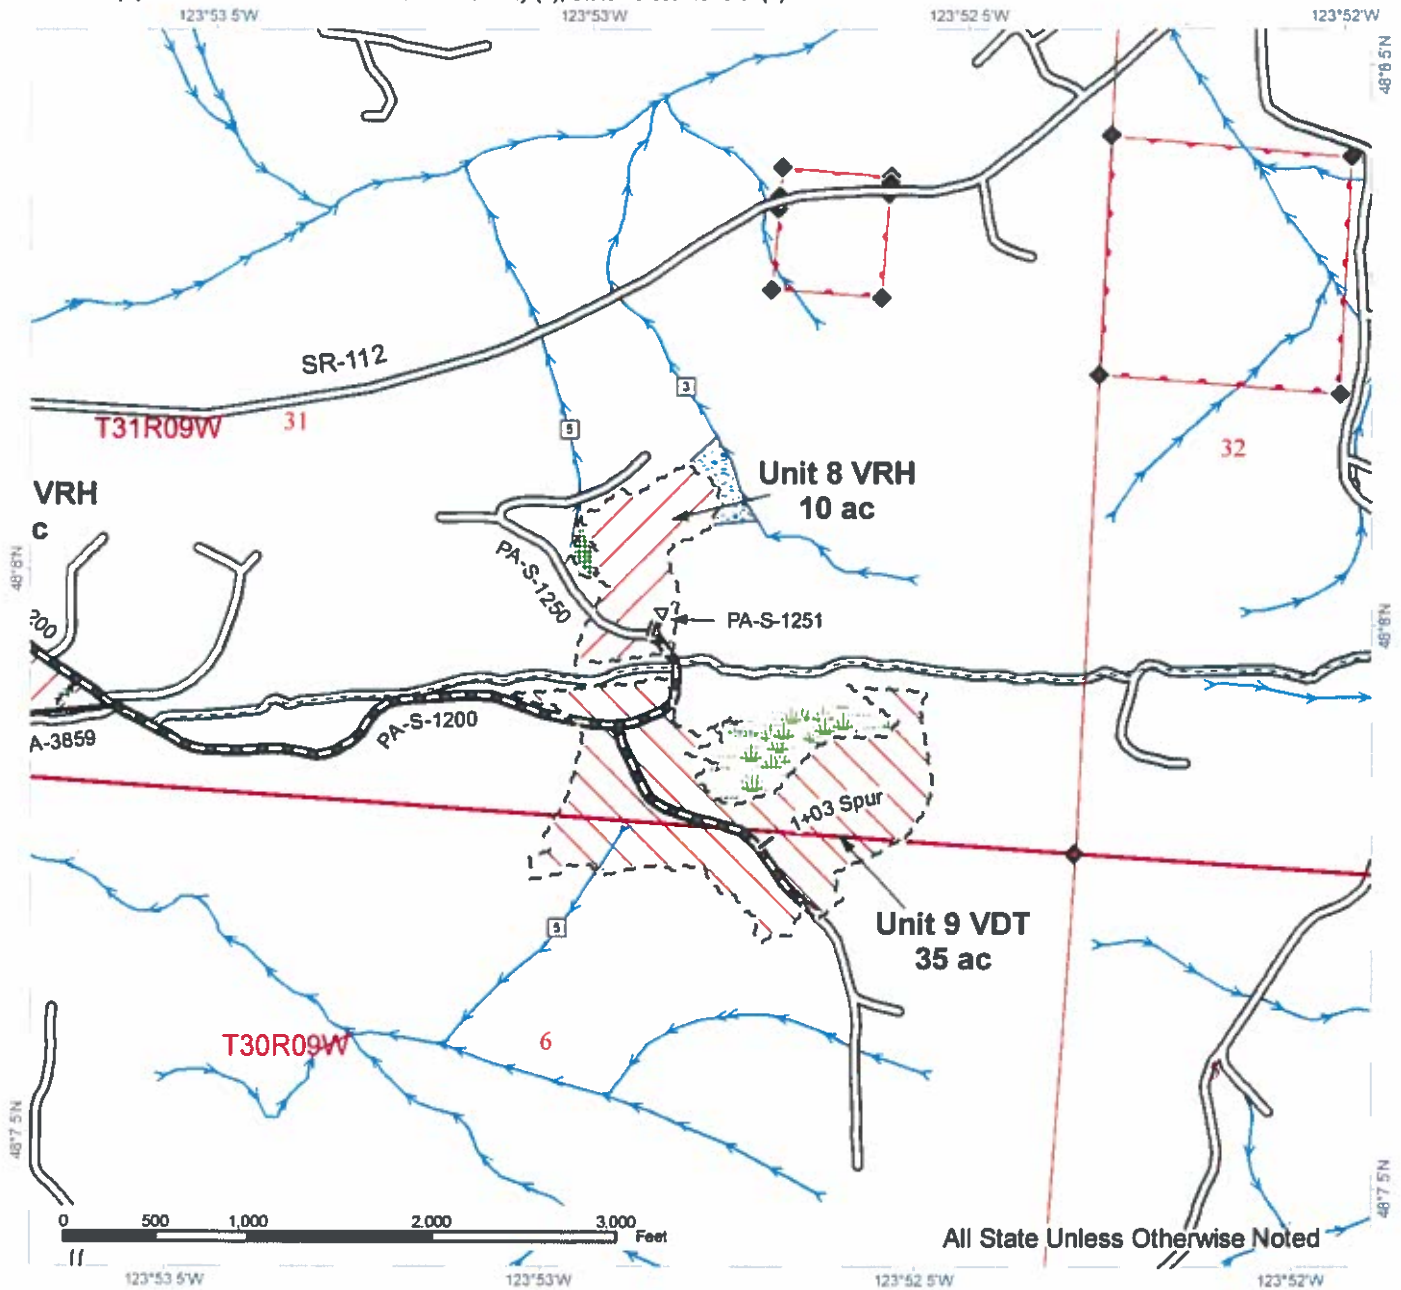 123°53 5'W
123°53'W
123°52 5'W
123°52'W
48°8 5'N
SR-112
3
T31R09W
31
5
32
Unit 8 VRH
10 ac
VRH
c
48°8'N
PA-S-1250
PA-S-1251
48°8'N
200
PA-S-1200
A-3859
1+03 Spur
Unit 9 VDT
35 ac
5
T30R09W
6
48°7 5'N
48°7 5'N
0 500 1,000 2,000 3,000
Feet
All State Unless Otherwise Noted
123°53 5'W
123°53'W
123°52 5'W
123°52'W